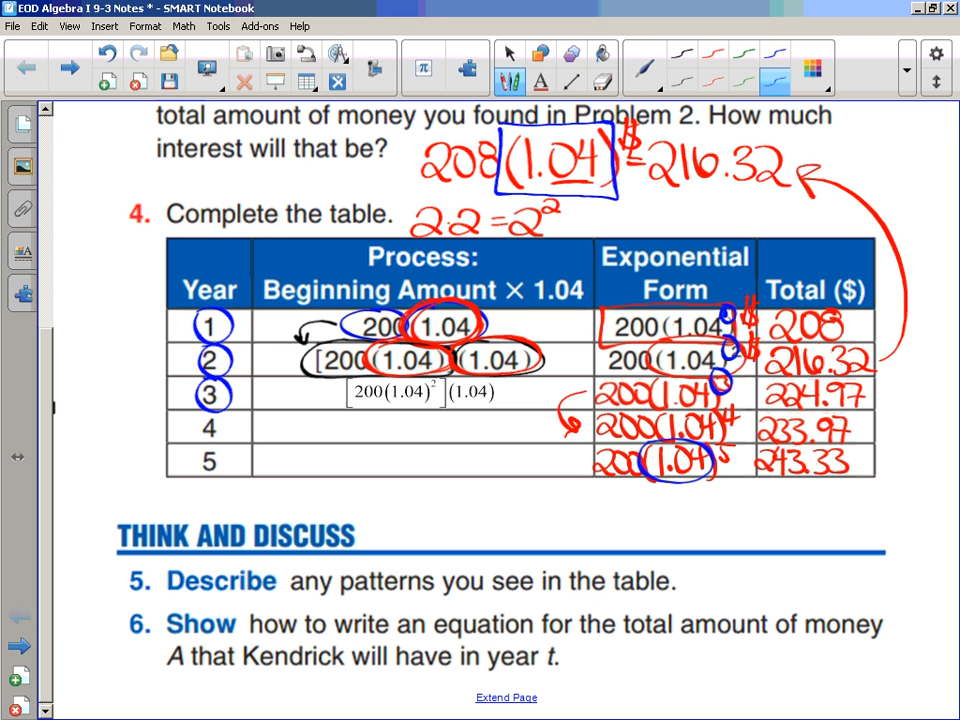 EOD Algebra I 9-3 Notes * - SMART Notebook
File Edit View Insert Format Math Tools Add-ons Help
total amount of money you found in Problem 2. How much
interest will that be?
208(1.04) $ = 216.32
4. Complete the table. 2·2 = 2²
Year Process: Beginning Amount × 1.04 Exponential Form Total ($)
1 200(1.04) 200(1.04)¹ $ 208
2 [200(1.04)](1.04) 200(1.04)² $ 216.32
3 [200(1.04)²](1.04) 200(1.04)³ 224.97
4 200(1.04)⁴ 233.97
5 200(1.04)⁵ 243.33
THINK AND DISCUSS
5. Describe any patterns you see in the table.
6. Show how to write an equation for the total amount of money
A that Kendrick will have in year t.
Extend Page